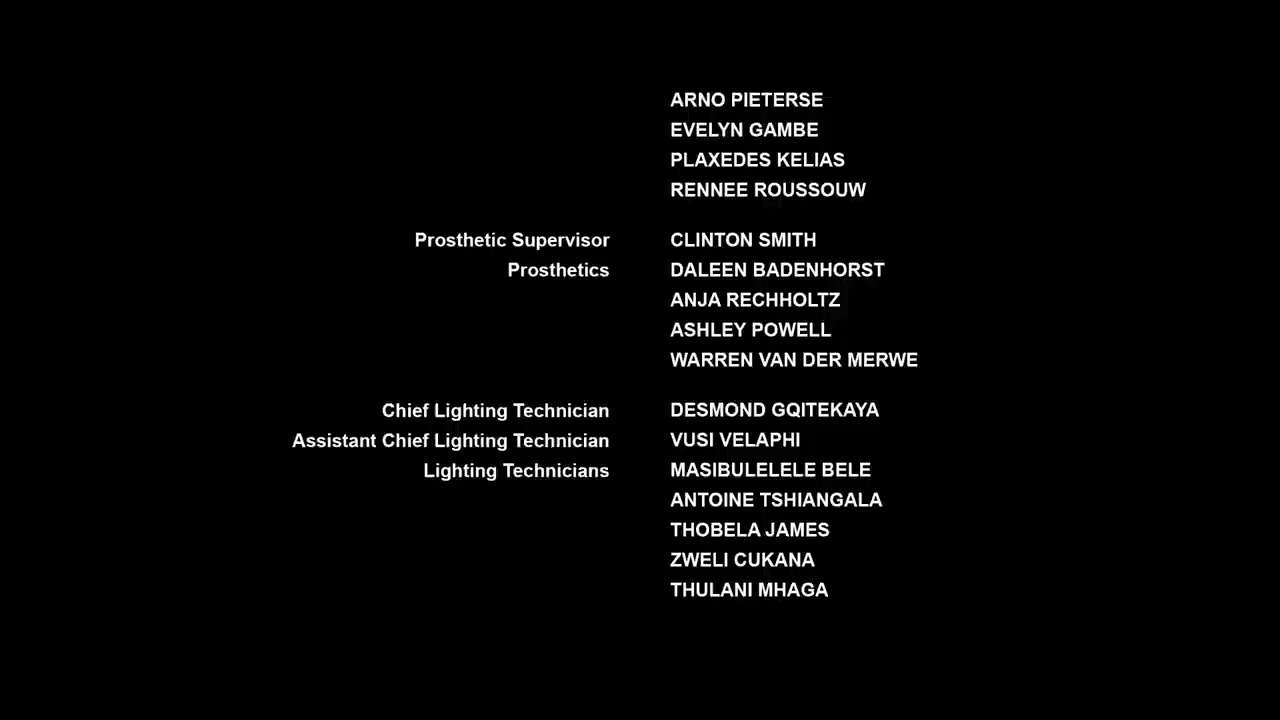 ARNO PIETERSE
EVELYN GAMBE
PLAXEDES KELIAS
RENNEE ROUSSOUW
Prosthetic Supervisor CLINTON SMITH
Prosthetics DALEEN BADENHORST
ANJA RECHHOLTZ
ASHLEY POWELL
WARREN VAN DER MERWE
Chief Lighting Technician DESMOND GQITEKAYA
Assistant Chief Lighting Technician VUSI VELAPHI
Lighting Technicians MASIBULELELE BELE
ANTOINE TSHIANGALA
THOBELA JAMES
ZWELI CUKANA
THULANI MHAGA